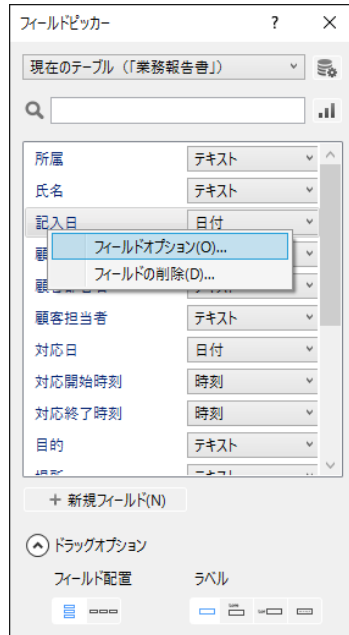 フィールドピッカー ? ×
現在のテーブル（「業務報告書」）
所属 テキスト
氏名 テキスト
記入日 日付
フィールドオプション(O)...
フィールドの削除(D)...
顧客担当者 テキスト
対応日 日付
対応開始時刻 時刻
対応終了時刻 時刻
目的 テキスト
+ 新規フィールド(N)
ドラッグオプション
フィールド配置 ラベル